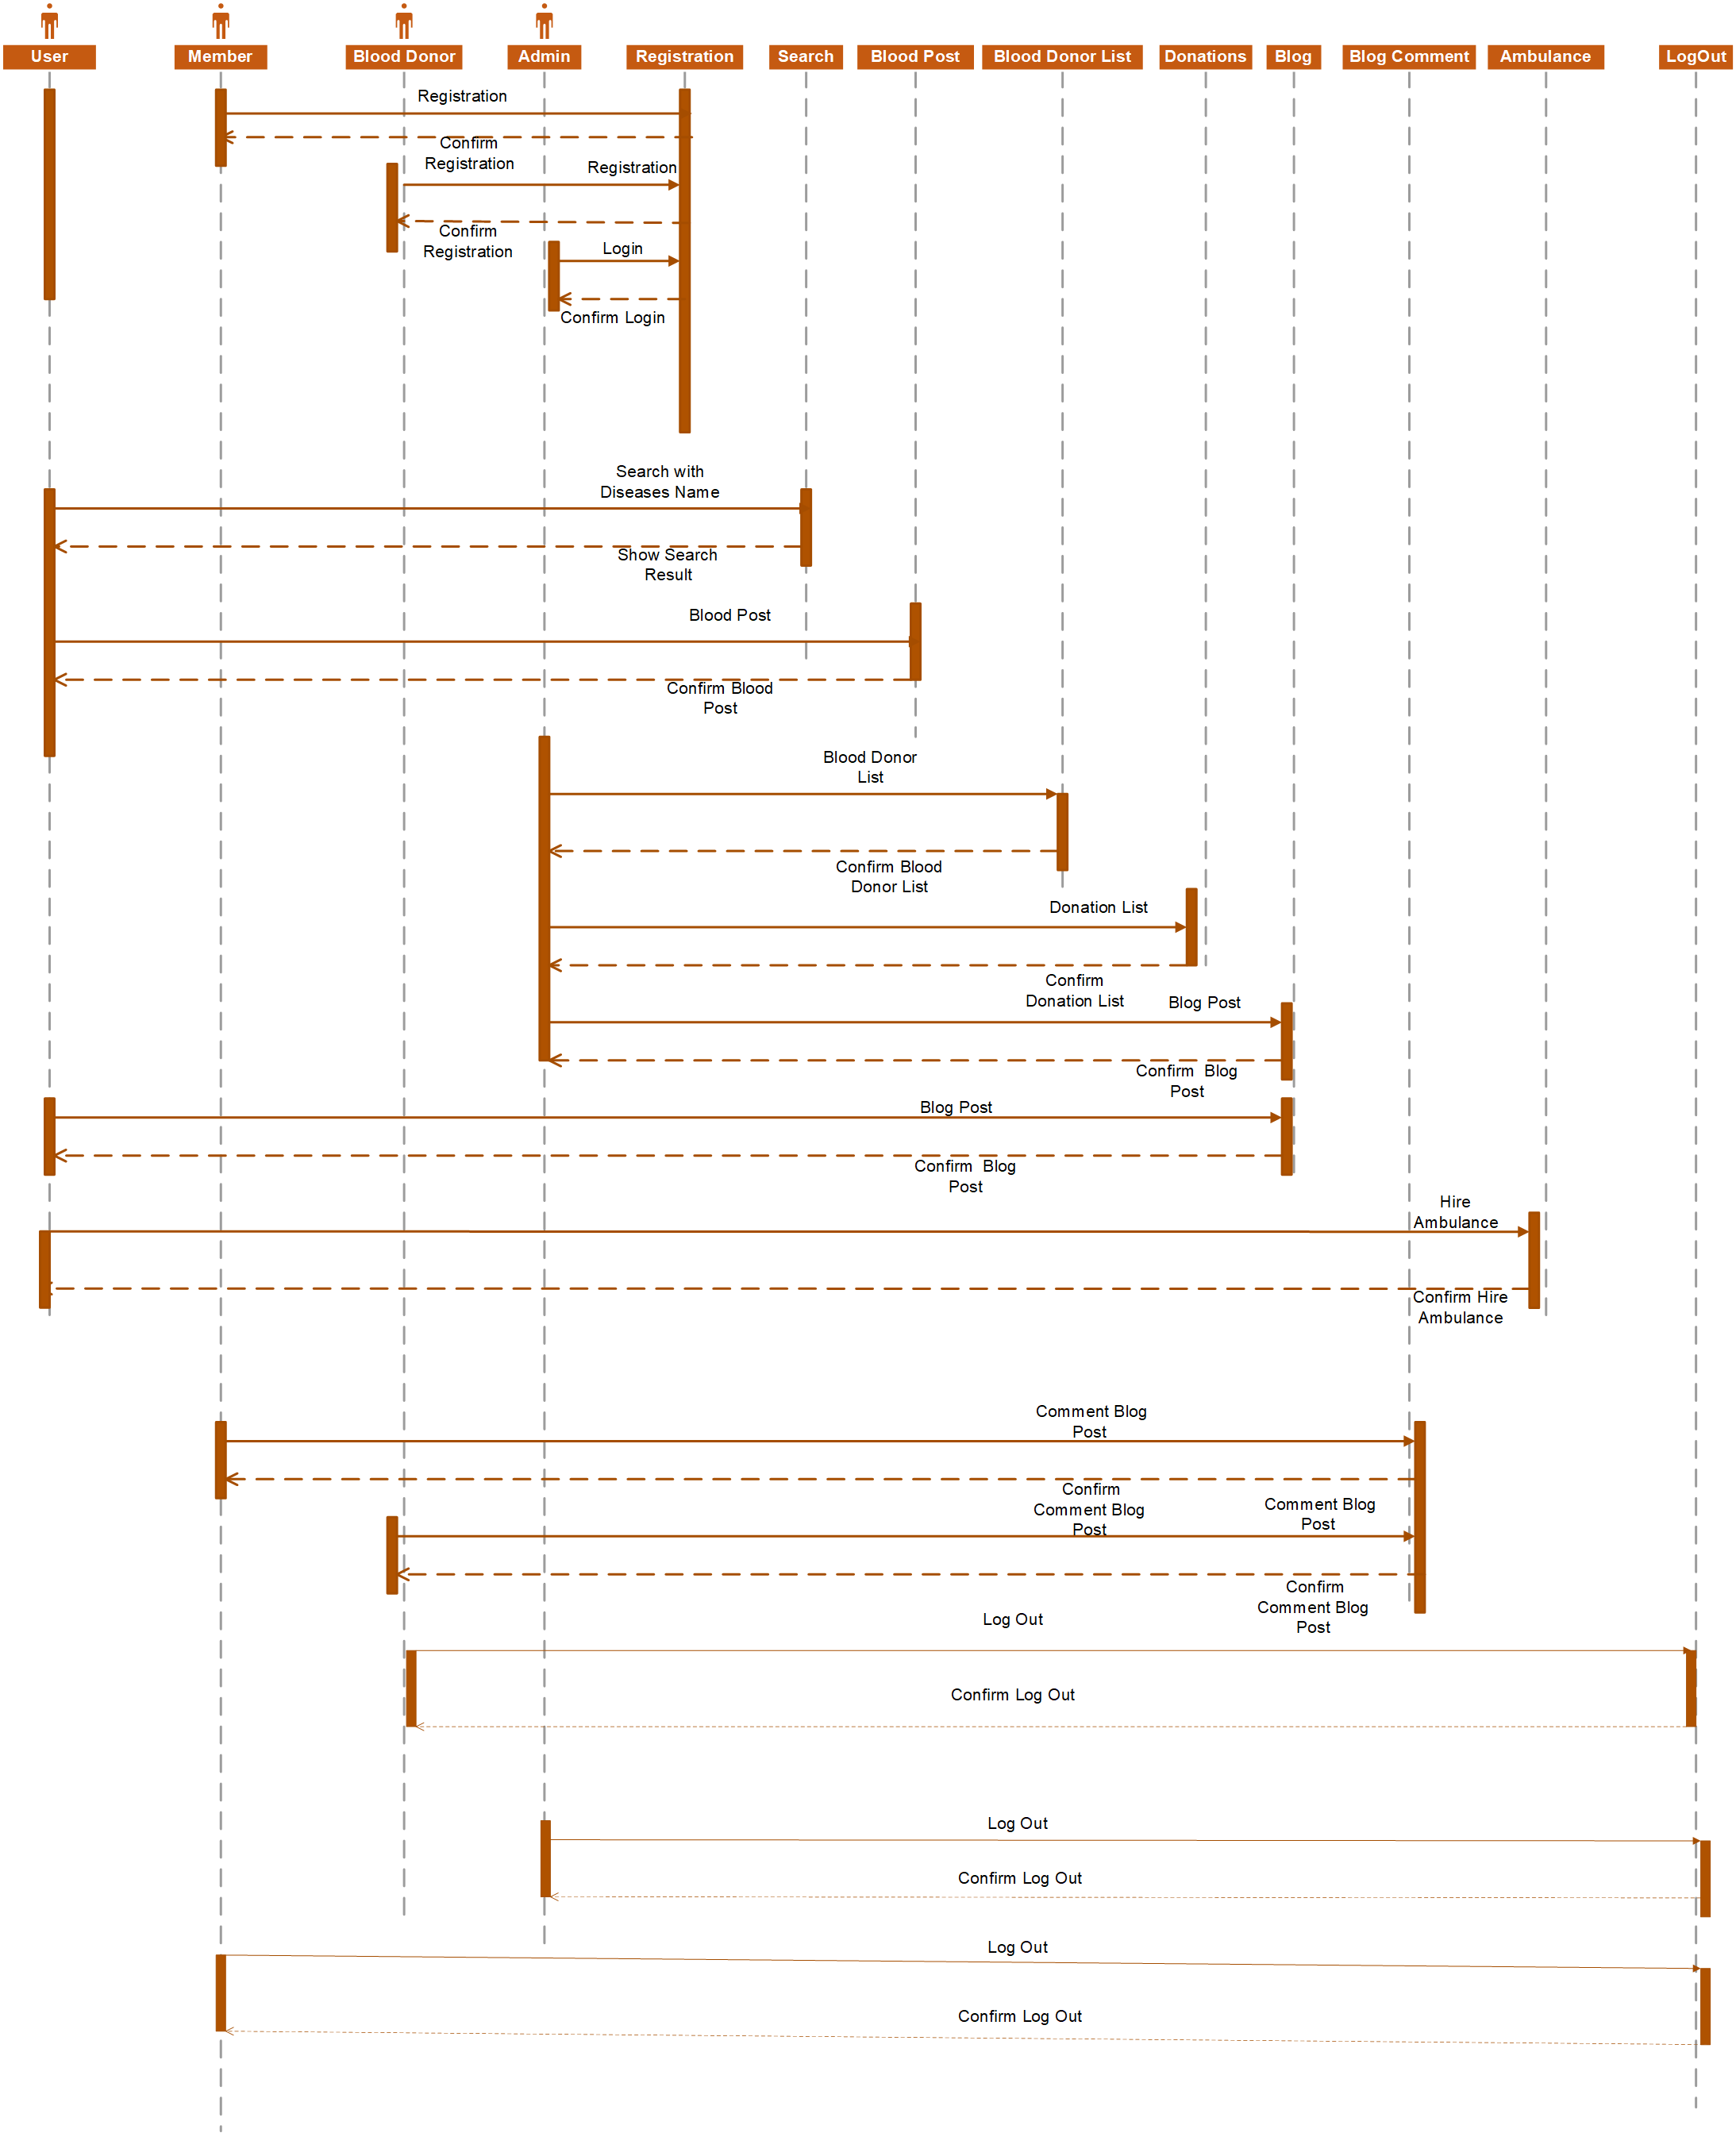 User
Member
Blood Donor
Admin
Registration
Search
Blood Post
Blood Donor List
Donations
Blog
Blog Comment
Ambulance
LogOut
Registration
Confirm
Registration
Registration
Confirm
Registration
Login
Confirm Login
Search with
Diseases Name
Show Search
Result
Blood Post
Confirm Blood
Post
Blood Donor
List
Confirm Blood
Donor List
Donation List
Confirm
Donation List
Blog Post
Confirm Blog
Post
Blog Post
Confirm Blog
Post
Hire
Ambulance
Confirm Hire
Ambulance
Comment Blog
Post
Confirm
Comment Blog
Post
Comment Blog
Post
Confirm
Comment Blog
Post
Log Out
Confirm Log Out
Log Out
Confirm Log Out
Log Out
Confirm Log Out